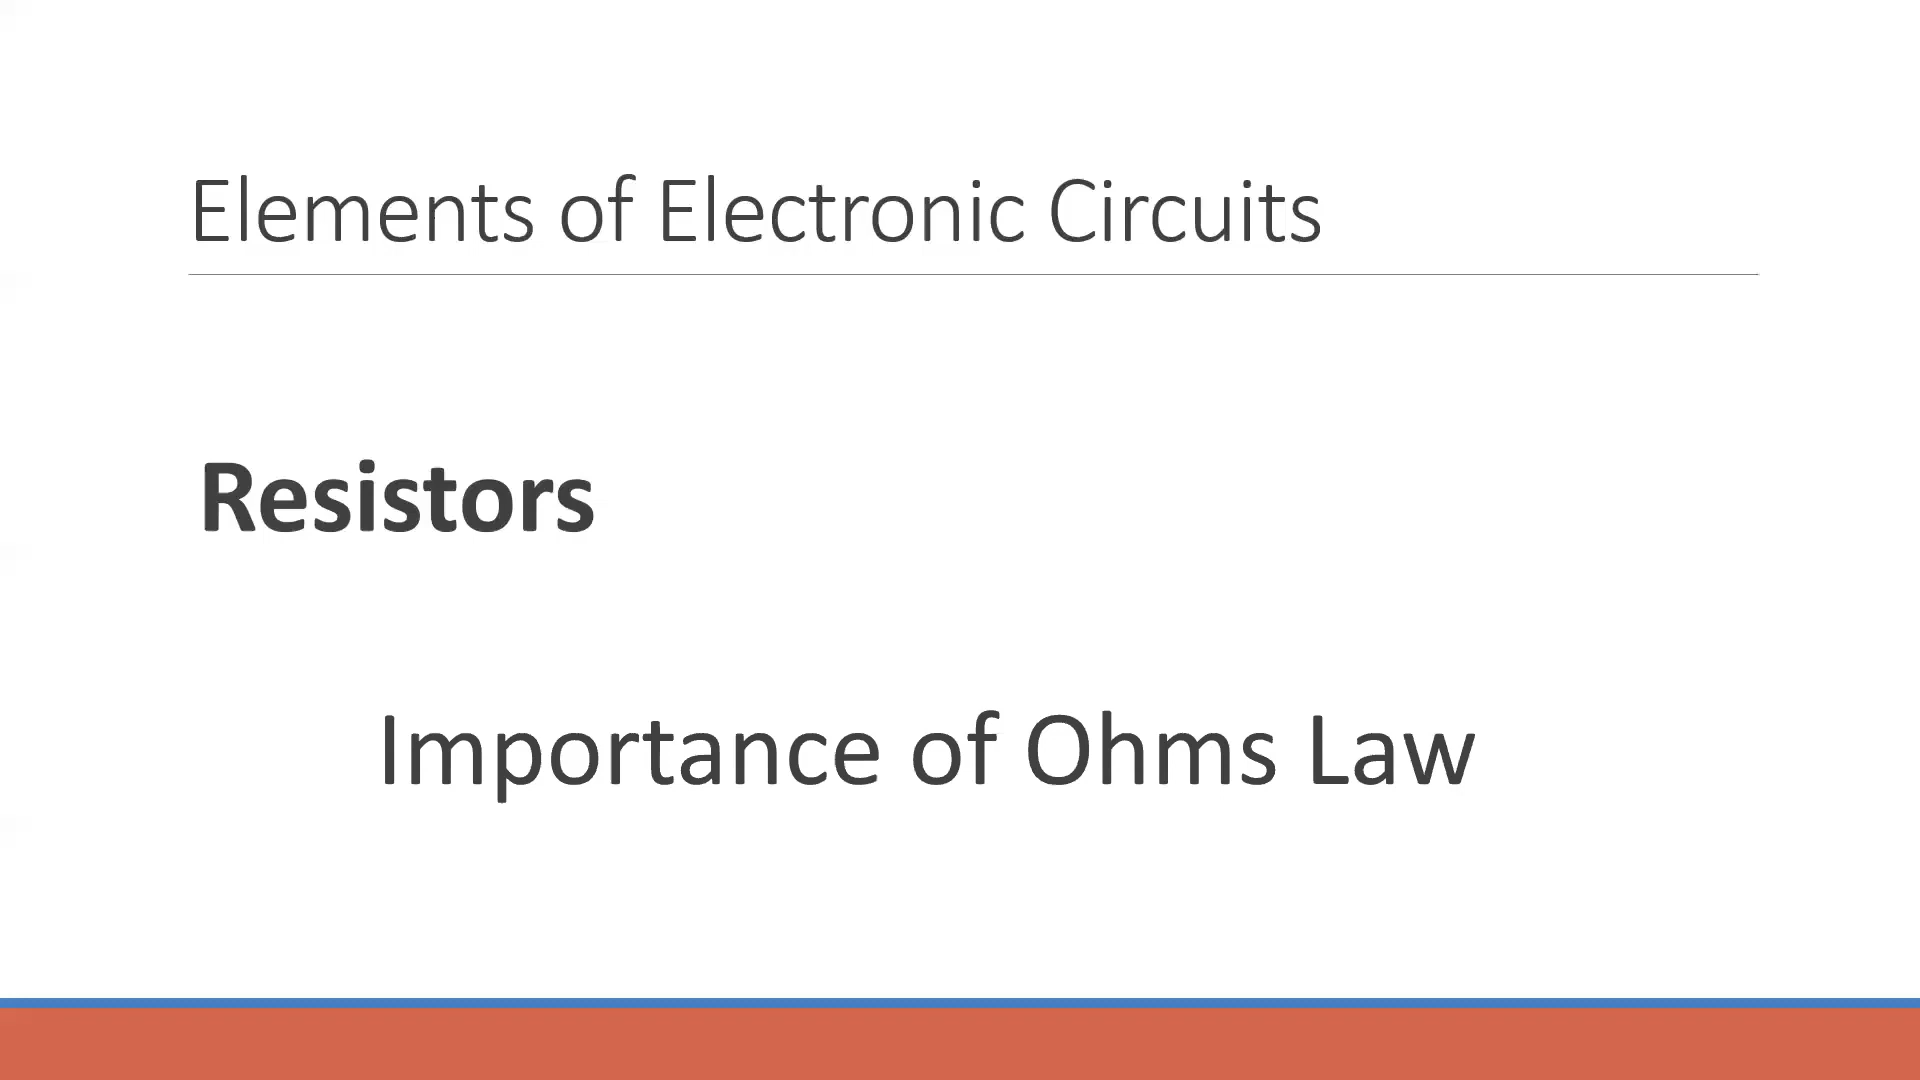 Elements of Electronic Circuits
Resistors
Importance of Ohms Law